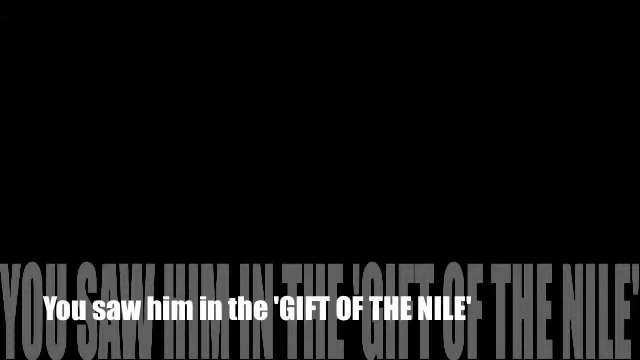 YOU SAW HIM IN THE 'GIFT OF THE NILE'
You saw him in the 'GIFT OF THE NILE'